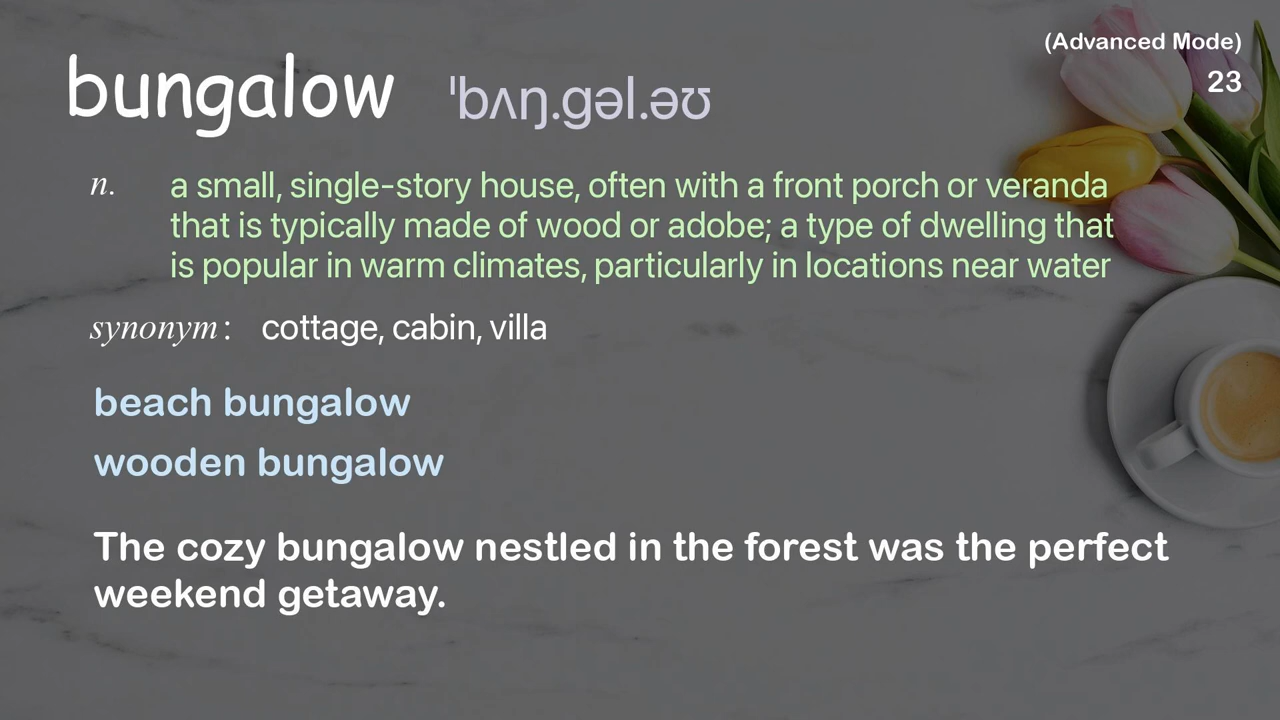 (Advanced Mode)
23
bungalow ˈbʌŋ.gəl.əʊ
n. a small, single-story house, often with a front porch or veranda
that is typically made of wood or adobe; a type of dwelling that
is popular in warm climates, particularly in locations near water
synonym: cottage, cabin, villa
beach bungalow
wooden bungalow
The cozy bungalow nestled in the forest was the perfect
weekend getaway.